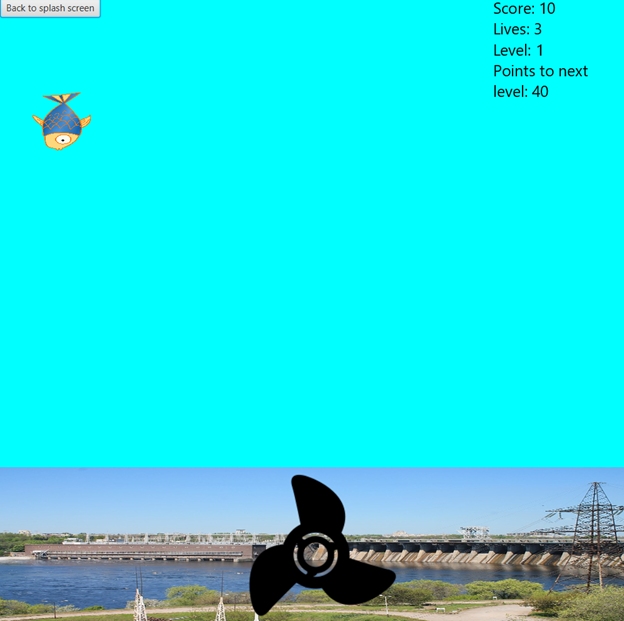 Back to splash screen
Score: 10
Lives: 3
Level: 1
Points to next
level: 40